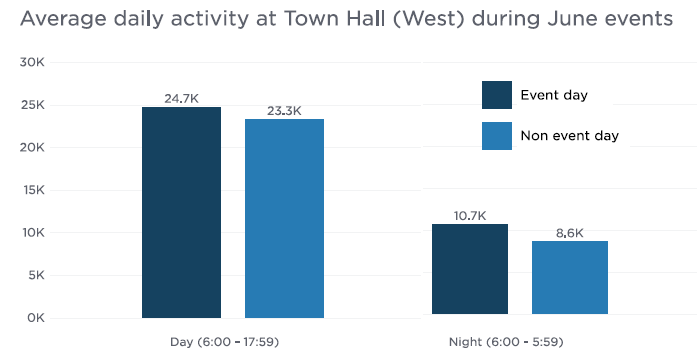 Average daily activity at Town Hall (West) during June events
30K
25K
20K
15K
10K
5K
0K
24.7K
23.3K
10.7K
8.6K
Event day
Non event day
Day (6:00 - 17:59)
Night (6:00 - 5:59)